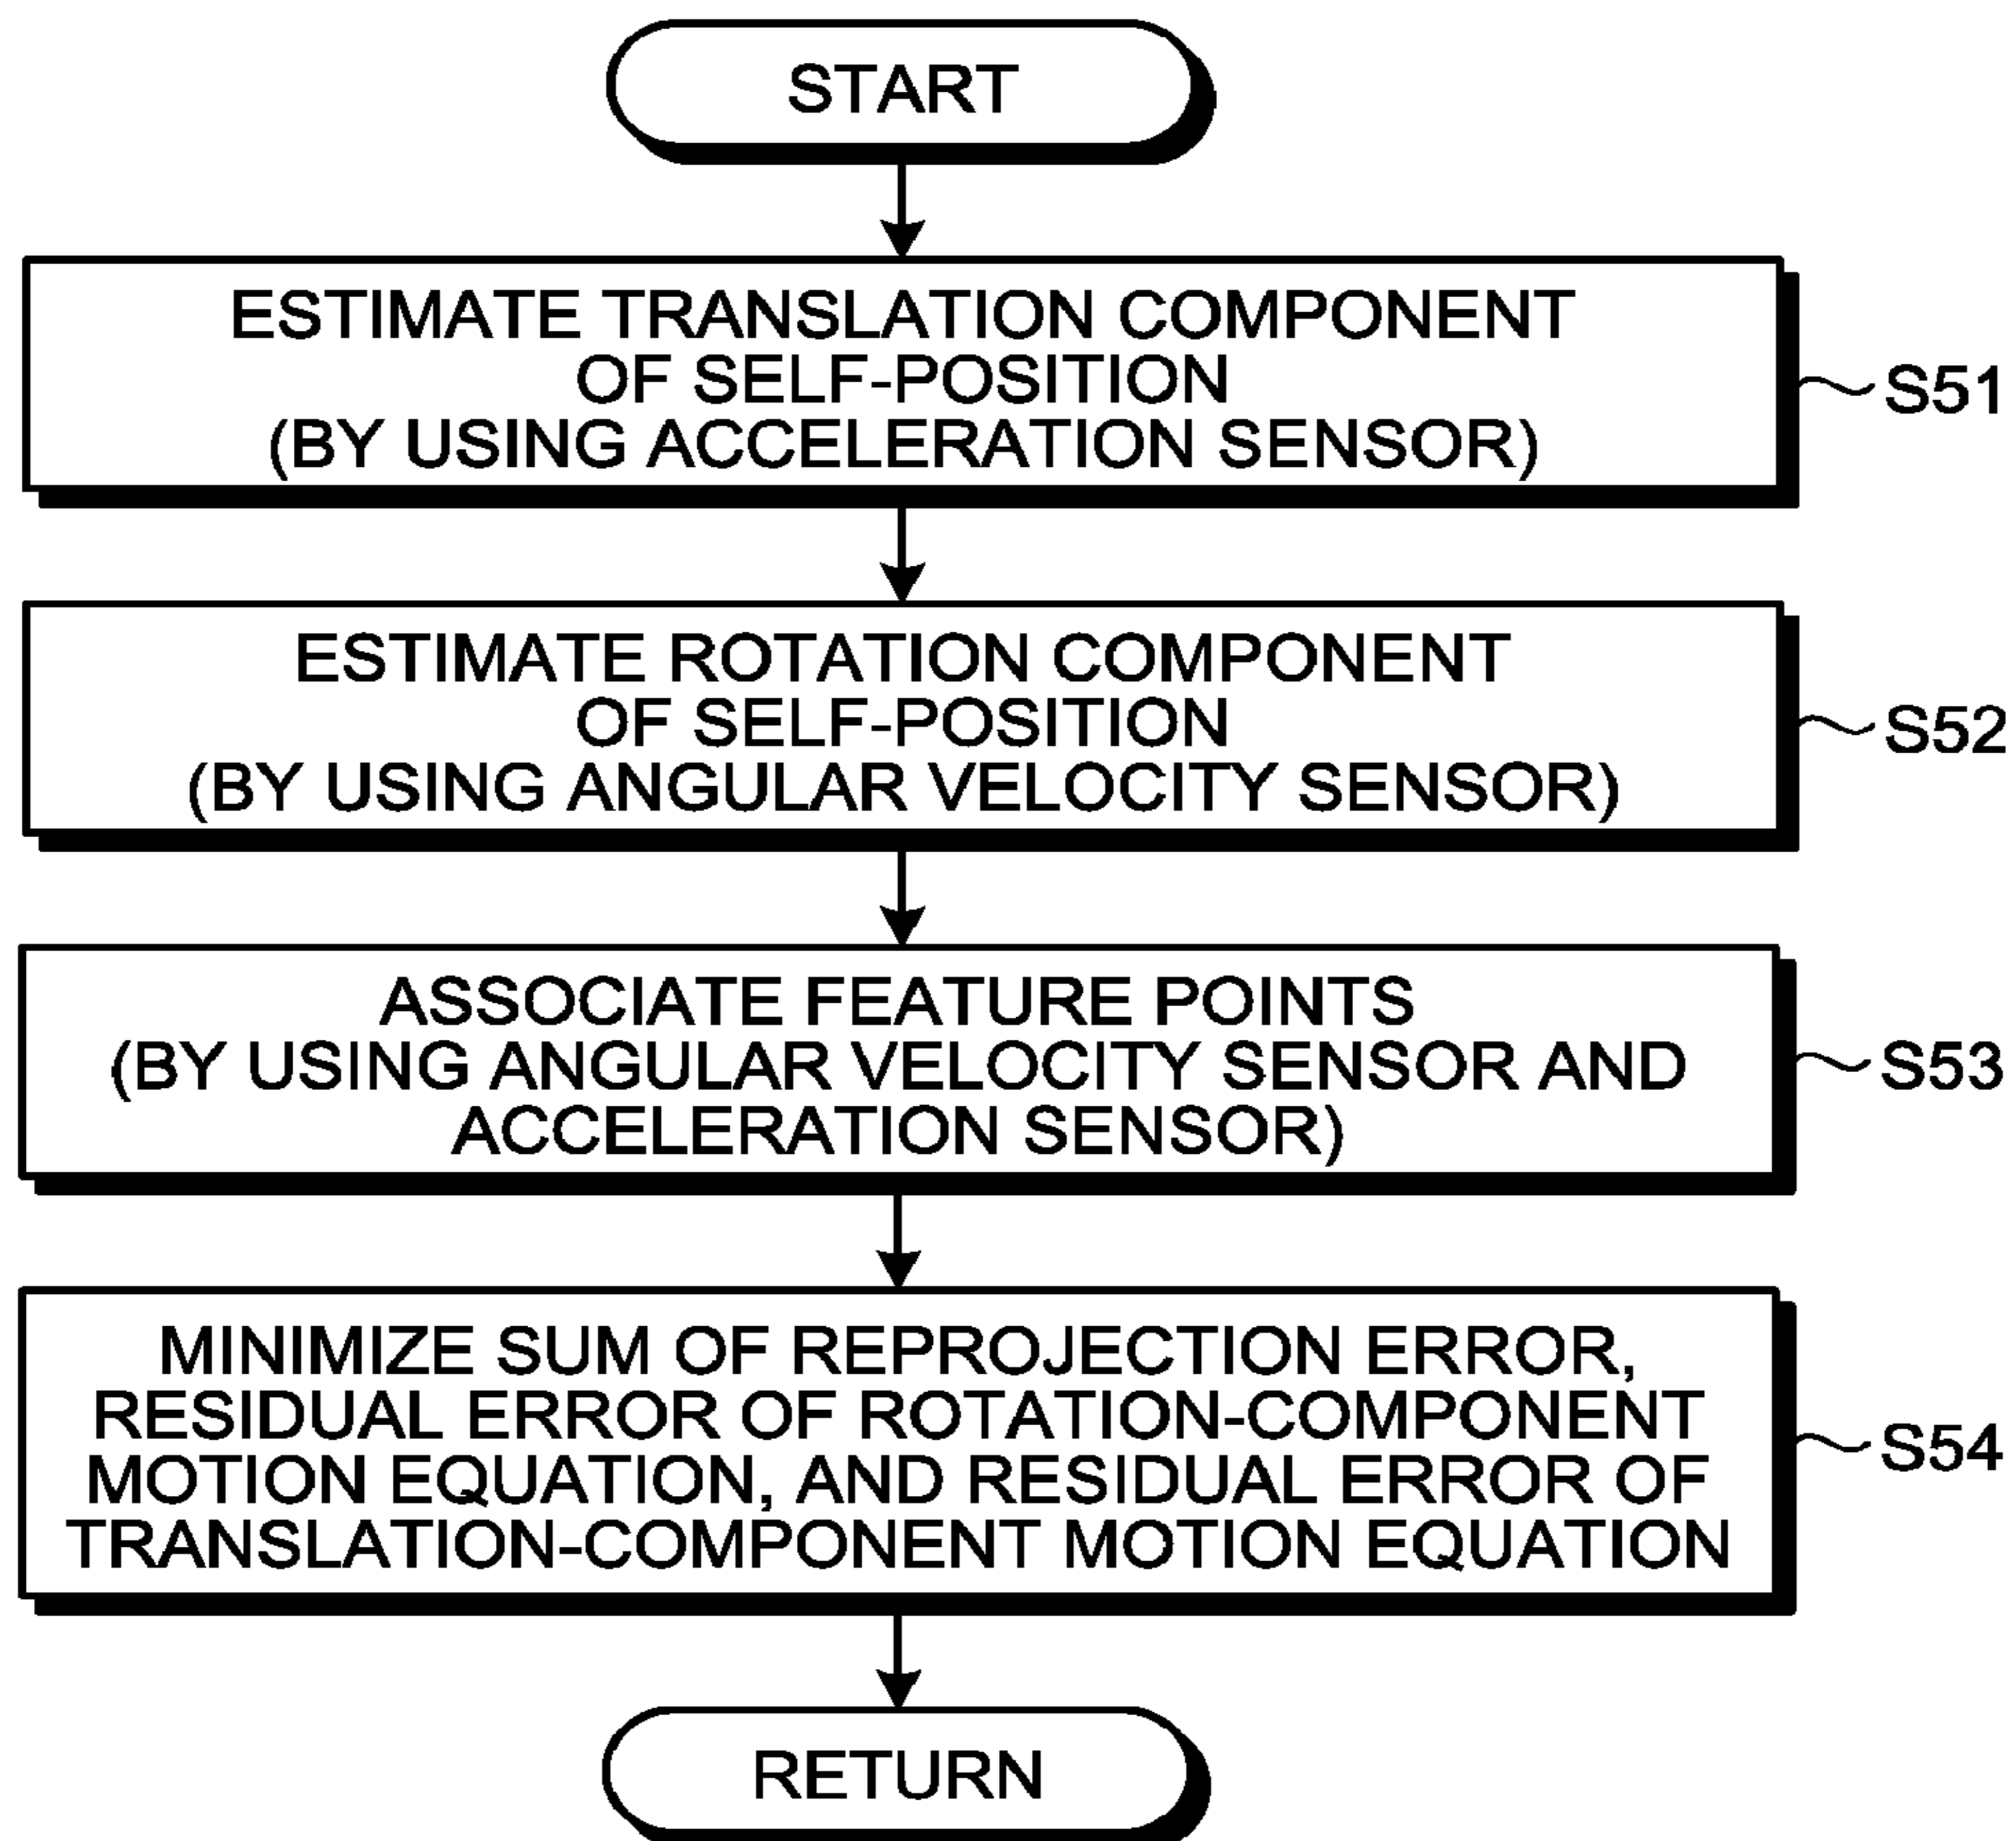 START
ESTIMATE TRANSLATION COMPONENT
OF SELF-POSITION
(BY USING ACCELERATION SENSOR)
S51
ESTIMATE ROTATION COMPONENT
OF SELF-POSITION
(BY USING ANGULAR VELOCITY SENSOR)
S52
ASSOCIATE FEATURE POINTS
(BY USING ANGULAR VELOCITY SENSOR AND
ACCELERATION SENSOR)
S53
MINIMIZE SUM OF REPROJECTION ERROR,
RESIDUAL ERROR OF ROTATION-COMPONENT
MOTION EQUATION, AND RESIDUAL ERROR OF
TRANSLATION-COMPONENT MOTION EQUATION
S54
RETURN